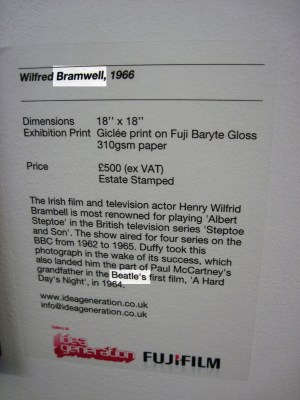 Wilfred Bramwell, 1966
Dimensions 18'' x 18''
Exhibition Print Giclée print on Fuji Baryte Gloss
310gsm paper
Price £500 (ex VAT)
Estate Stamped
The Irish film and television actor Henry Wilfrid
Brambell is most renowned for playing 'Albert
Steptoe' in the British television series 'Steptoe
and Son'. The show aired for four series on the
BBC from 1962 to 1965. Duffy took this
photograph in the wake of its success, which
also landed him the part of Paul McCartney's
grandfather in the Beatle's first film, 'A Hard
Day's Night', in 1964.
www.ideageneration.co.uk
info@ideageneration.co.uk
idea
generation
FUJIFILM